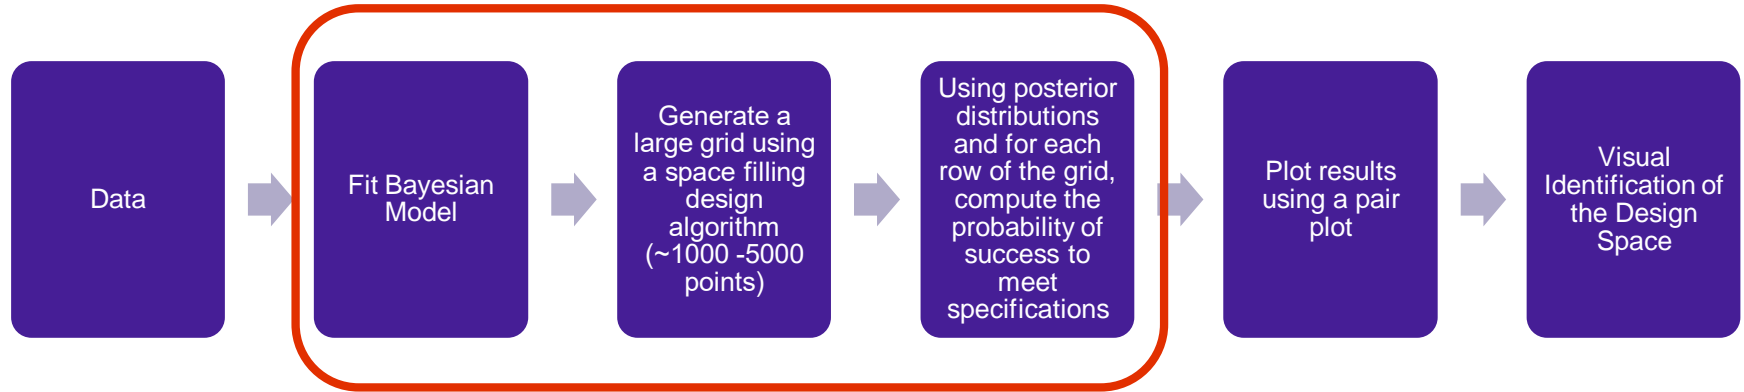 Data
Fit Bayesian
Model
Generate a
large grid using
a space filling
design
algorithm
(~1000 -5000
points)
Using posterior
distributions
and for each
row of the grid,
compute the
probability of
success to
meet
specifications
Plot results
using a pair
plot
Visual
Identification of
the Design
Space